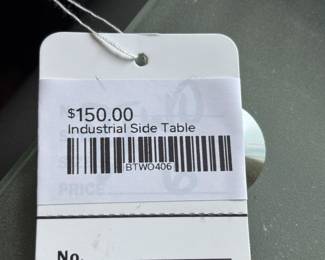 $150.00
Industrial Side Table
BTWO406
PRICE
No.